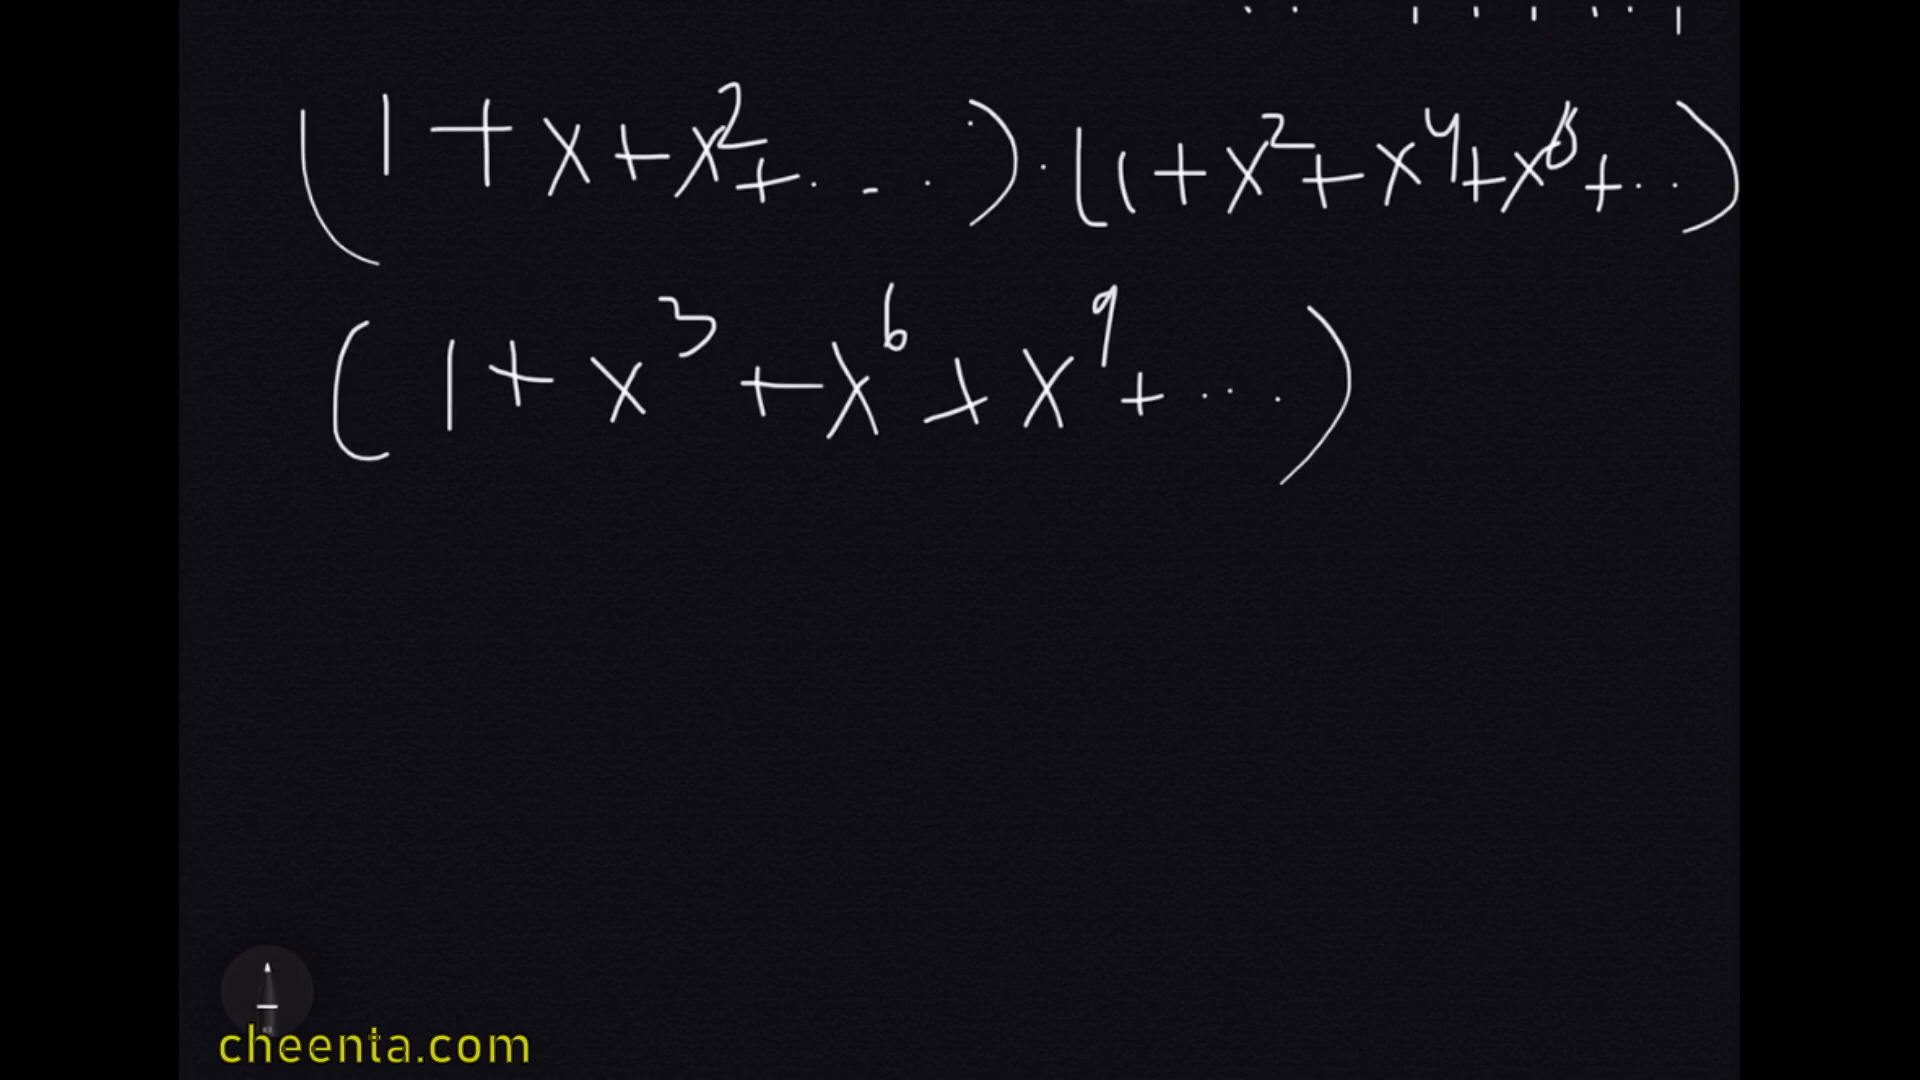 (1 + x + x² + . - . . ) · (1 + x² + x⁴ + x⁶ + . . )
( 1 + x³ + x⁶ + x⁹ + . . . )
cheenta.com